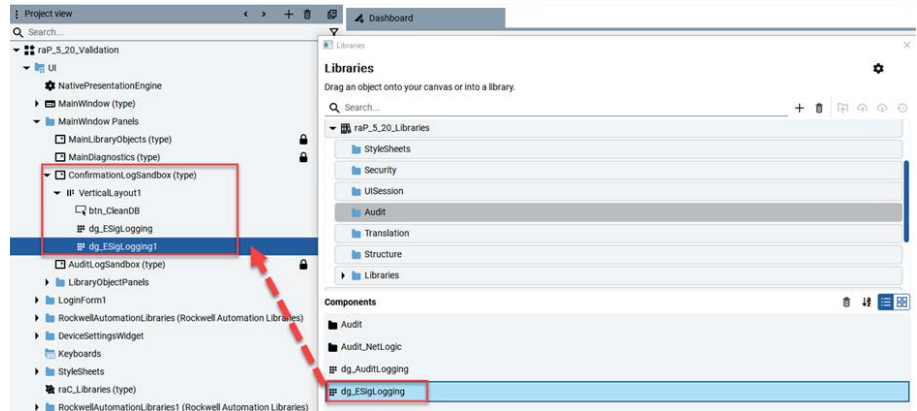 Project view
Search...
raP_5_20_Validation
UI
NativePresentationEngine
MainWindow (type)
MainWindow Panels
MainLibraryObjects (type)
MainDiagnostics (type)
ConfirmationLogSandbox (type)
VerticalLayout1
btn_CleanDB
dg_ESigLogging
dg_ESigLogging1
AuditLogSandbox (type)
LibraryObjectPanels
LoginForm1
RockwellAutomationLibraries (Rockwell Automation Libraries)
DeviceSettingsWidget
Keyboards
StyleSheets
raC_Libraries (type)
RockwellAutomationLibraries1 (Rockwell Automation Libraries)
Dashboard
Libraries
Libraries
Drag an object onto your canvas or into a library.
Search...
raP_5_20_Libraries
StyleSheets
Security
UISession
Audit
Translation
Structure
Libraries
Components
Audit
Audit_NetLogic
dg_AuditLogging
dg_ESigLogging